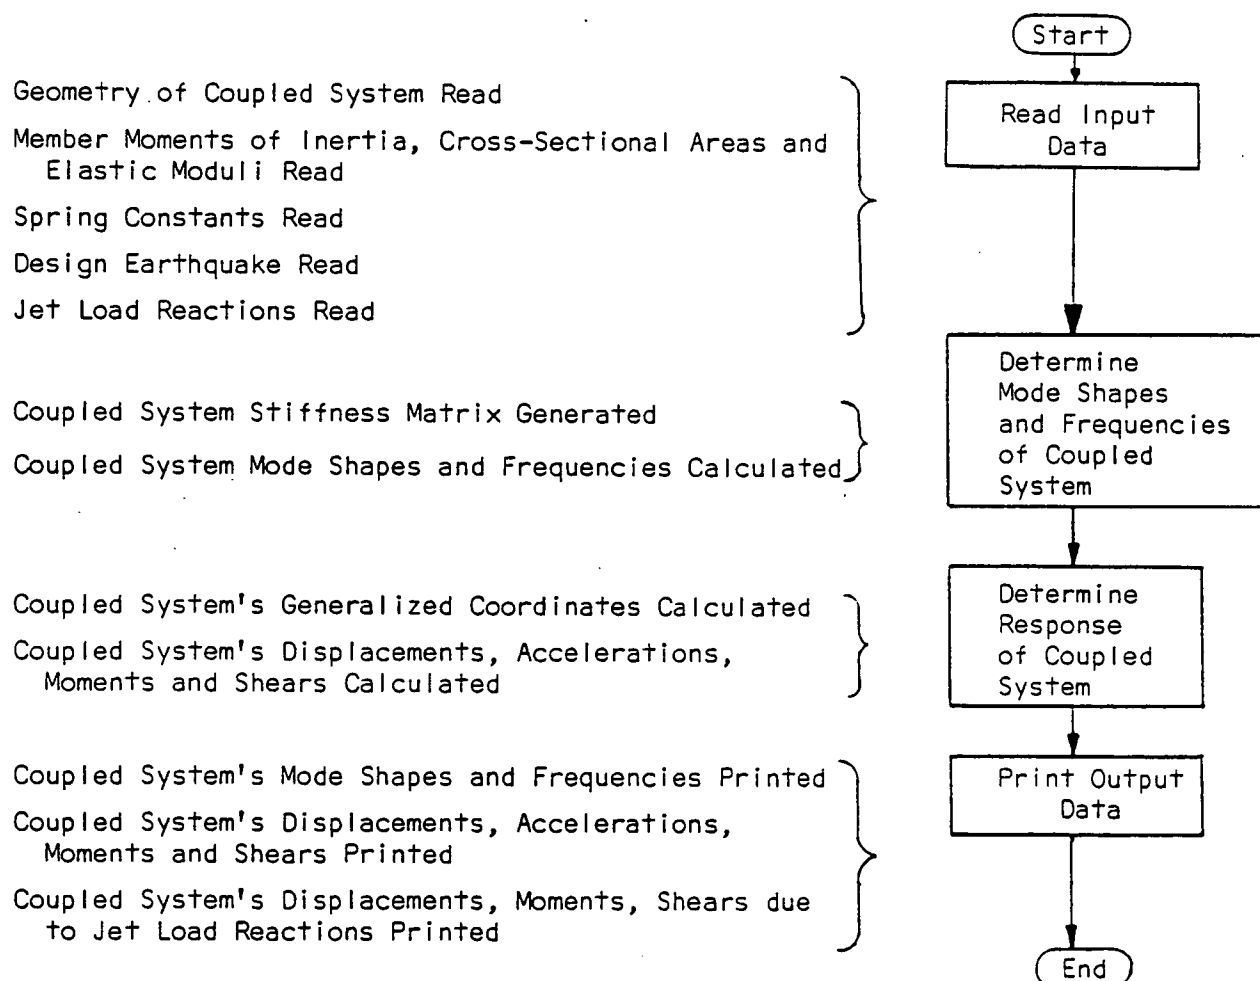 Start
Geometry of Coupled System Read
Member Moments of Inertia, Cross-Sectional Areas and
Elastic Moduli Read
Spring Constants Read
Design Earthquake Read
Jet Load Reactions Read
Read Input
Data
Coupled System Stiffness Matrix Generated
Coupled System Mode Shapes and Frequencies Calculated
Determine
Mode Shapes
and Frequencies
of Coupled
System
Coupled System's Generalized Coordinates Calculated
Coupled System's Displacements, Accelerations,
Moments and Shears Calculated
Determine
Response
of Coupled
System
Coupled System's Mode Shapes and Frequencies Printed
Coupled System's Displacements, Accelerations,
Moments and Shears Printed
Coupled System's Displacements, Moments, Shears due
to Jet Load Reactions Printed
Print Output
Data
End